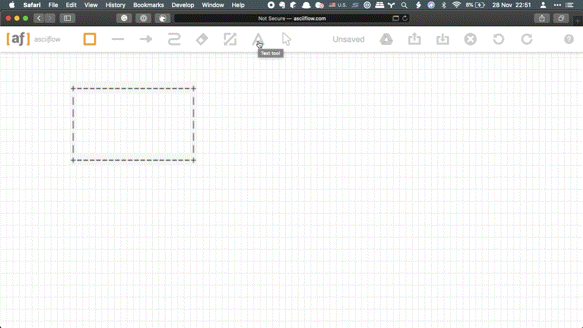 Safari File Edit View History Bookmarks Develop Window Help U.S. 8% 28 Nov 22:51
Not Secure — asciiflow.com
[af] asciiflow Unsaved
Text tool